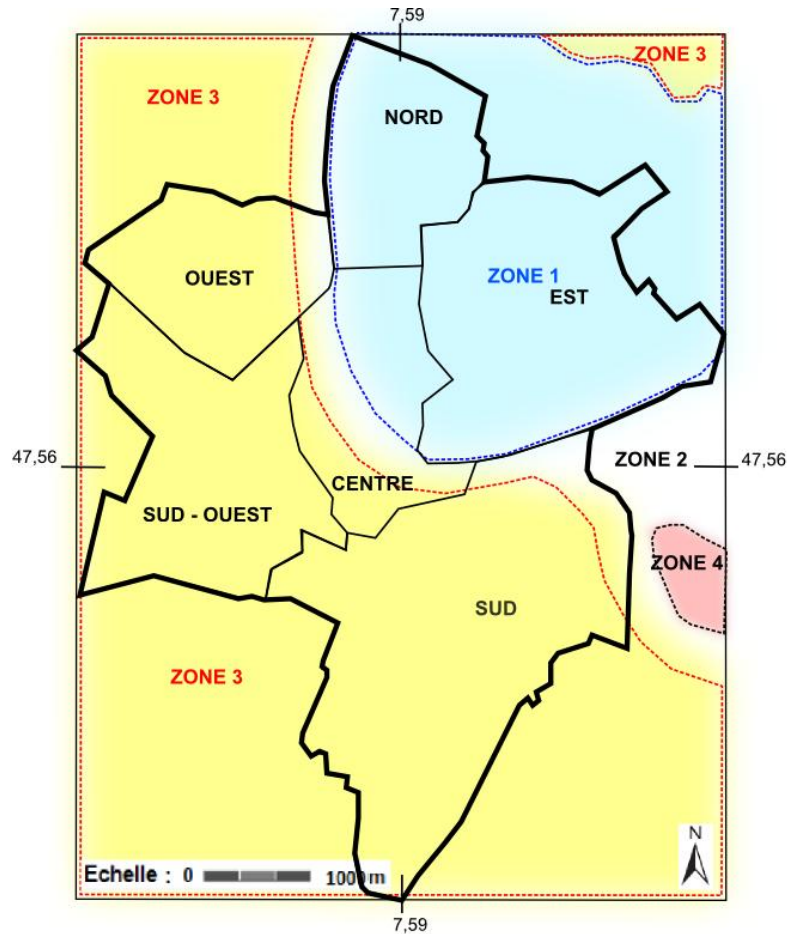 7,59
ZONE 3
ZONE 3
NORD
OUEST
ZONE 1
EST
47,56
ZONE 2
47,56
CENTRE
SUD - OUEST
ZONE 4
SUD
ZONE 3
N
Echelle : 0 1000 m
7,59